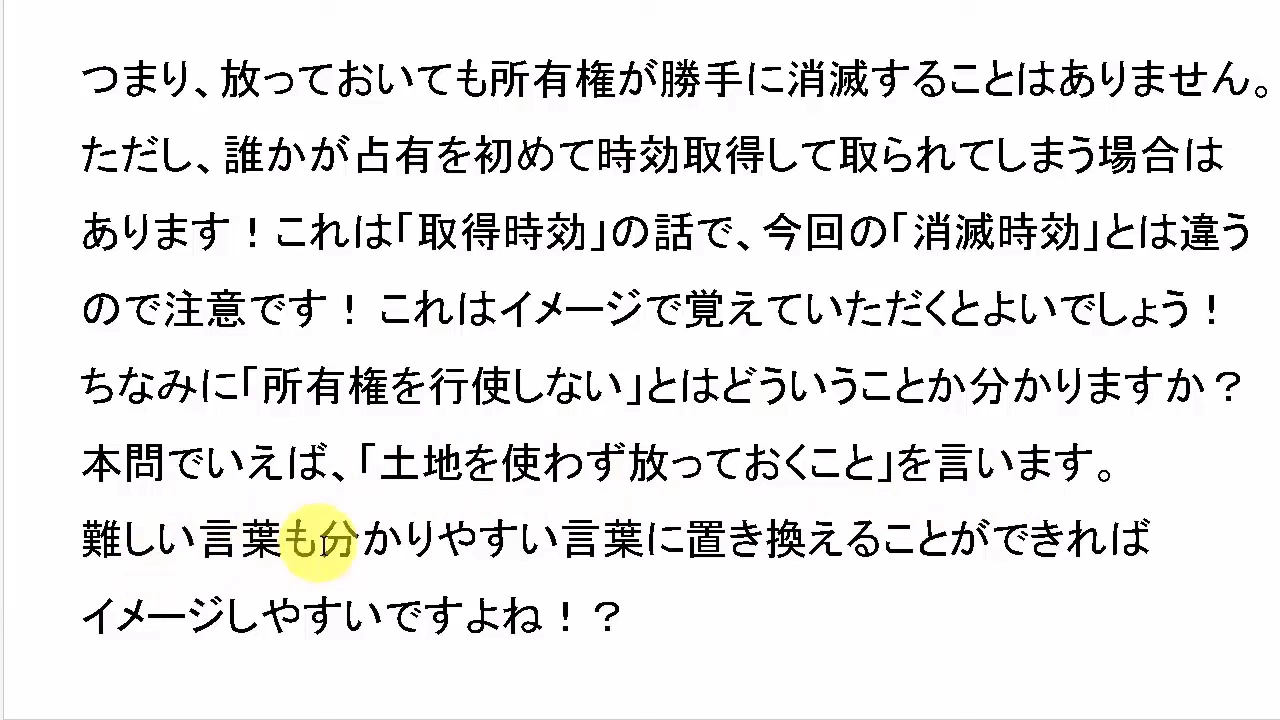 つまり、放っておいても所有権が勝手に消滅することはありません。
ただし、誰かが占有を初めて時効取得して取られてしまう場合は
あります！これは「取得時効」の話で、今回の「消滅時効」とは違う
ので注意です！ これはイメージで覚えていただくとよいでしょう！
ちなみに「所有権を行使しない」とはどういうことか分かりますか？
本問でいえば、「土地を使わず放っておくこと」を言います。
難しい言葉も分かりやすい言葉に置き換えることができれば
イメージしやすいですよね！？